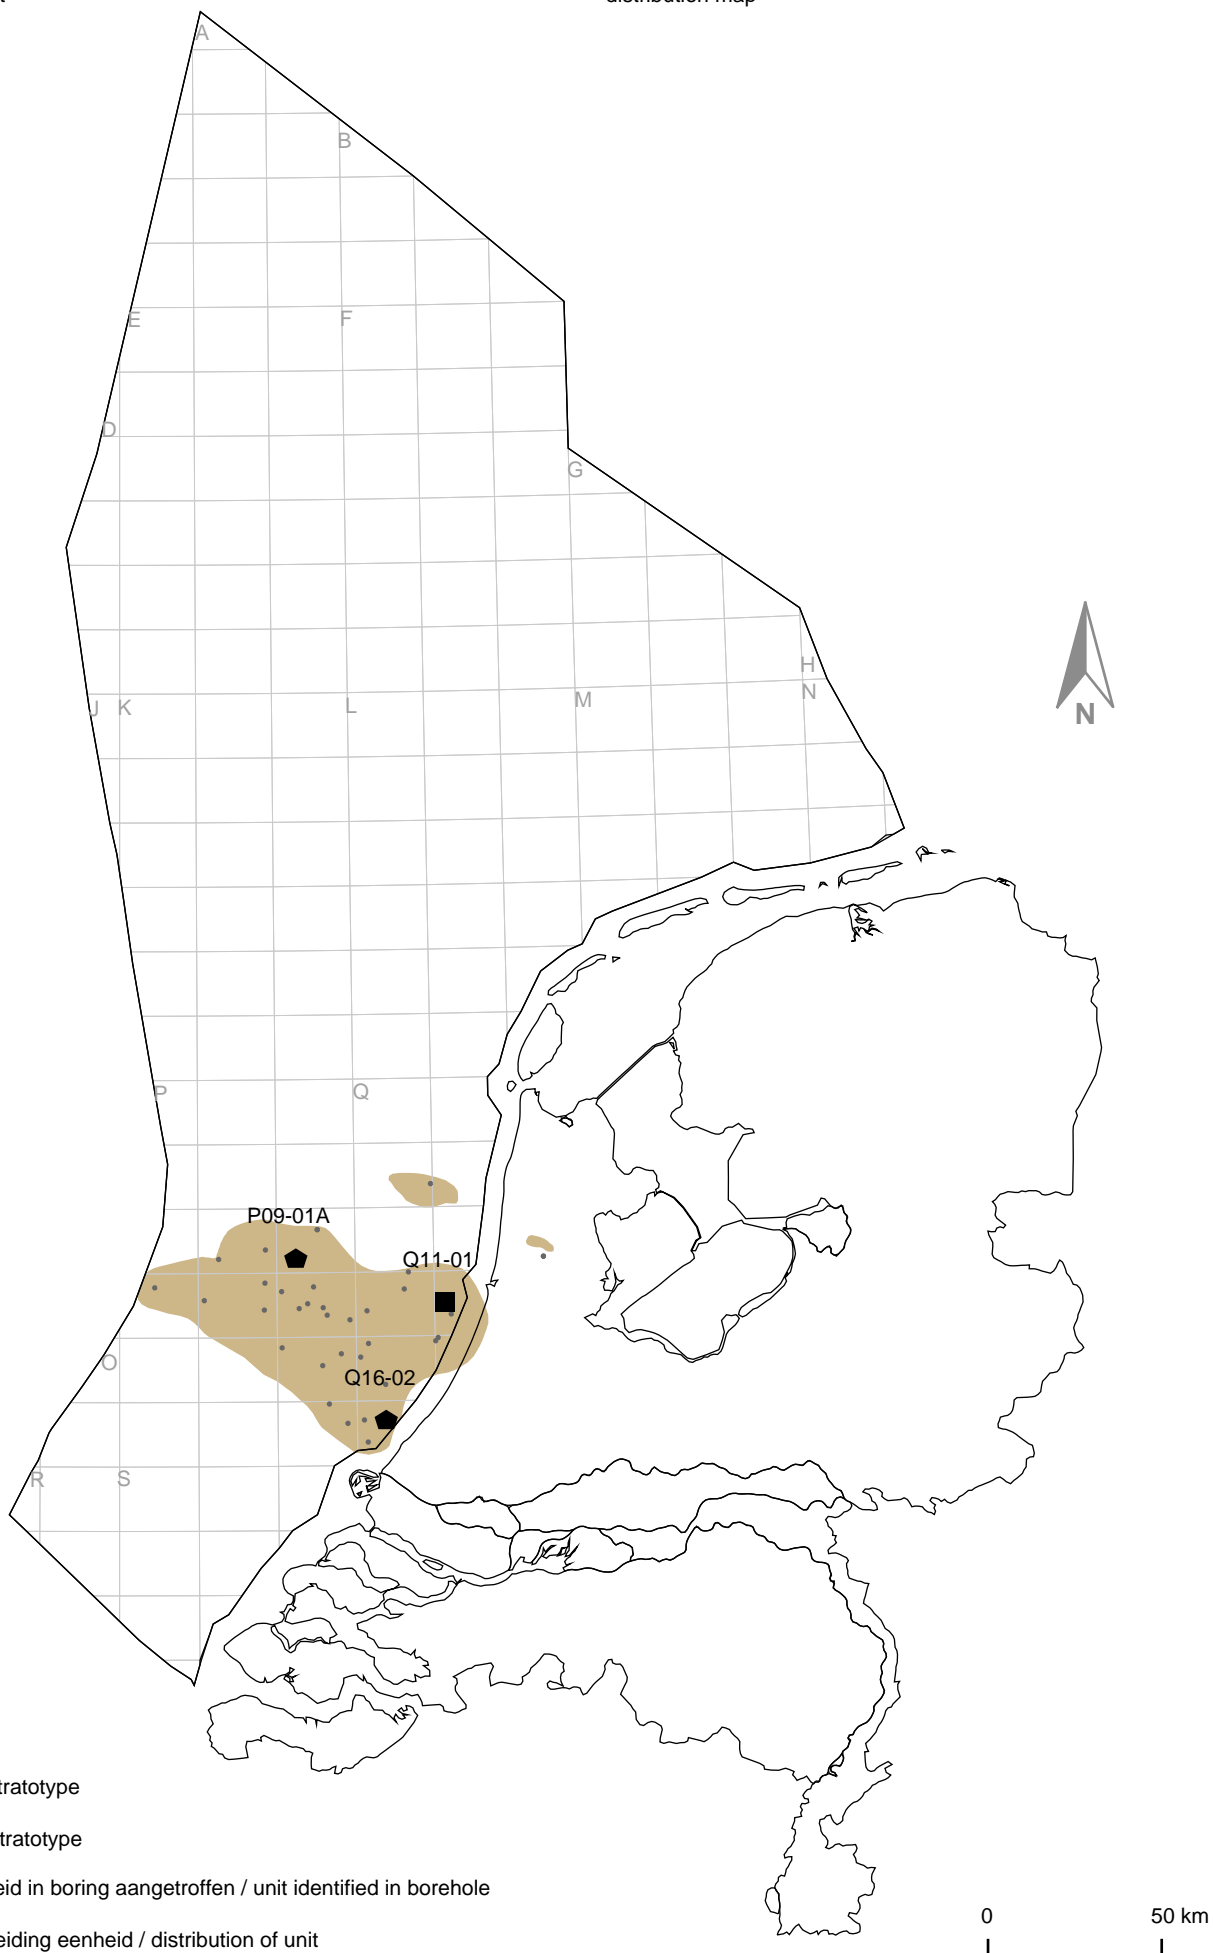 distribution map
A
B
E
F
D
G
H
N
J K
L
M
N
P
Q
P09-01A
Q11-01
O
Q16-02
R
S
tratotype
tratotype
eid in boring aangetroffen / unit identified in borehole
eiding eenheid / distribution of unit
0 50 km